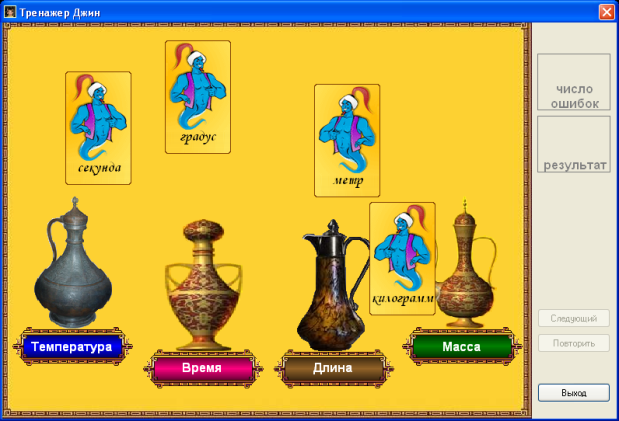 Тренажер Джин
градус
секунда
метр
килограмм
Температура
Время
Длина
Масса
число
ошибок
результат
Следующий
Повторить
Выход